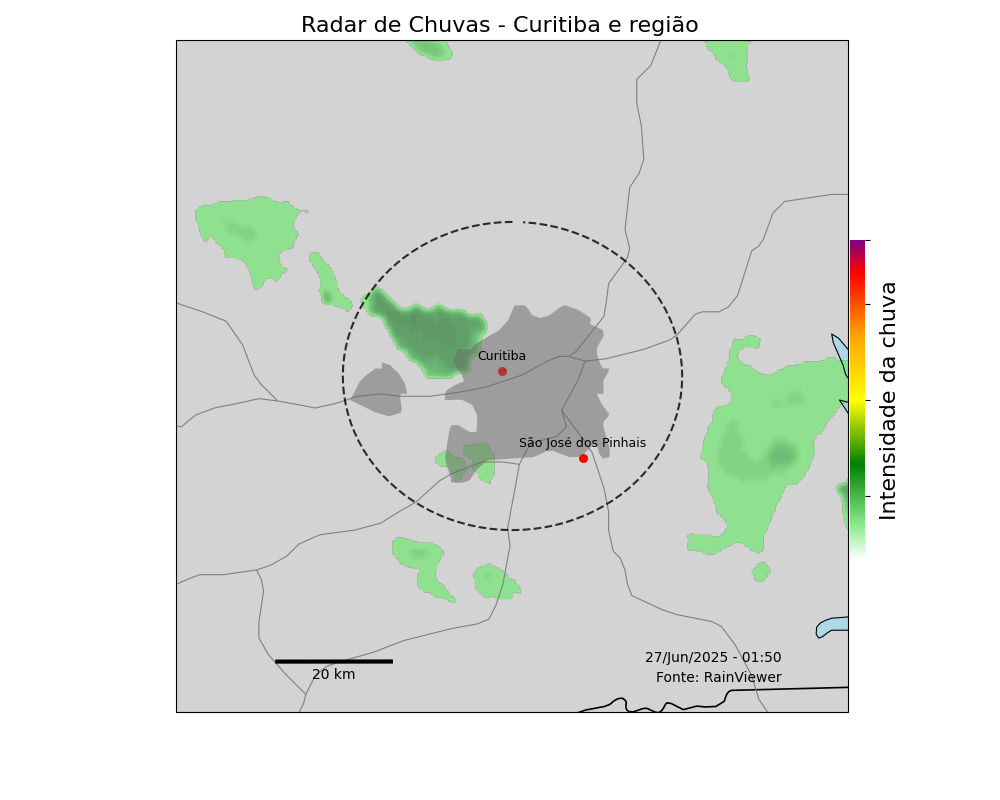 Radar de Chuvas - Curitiba e região
Curitiba
São José dos Pinhais
Intensidade da chuva
20 km
27/Jun/2025 - 01:50
Fonte: RainViewer